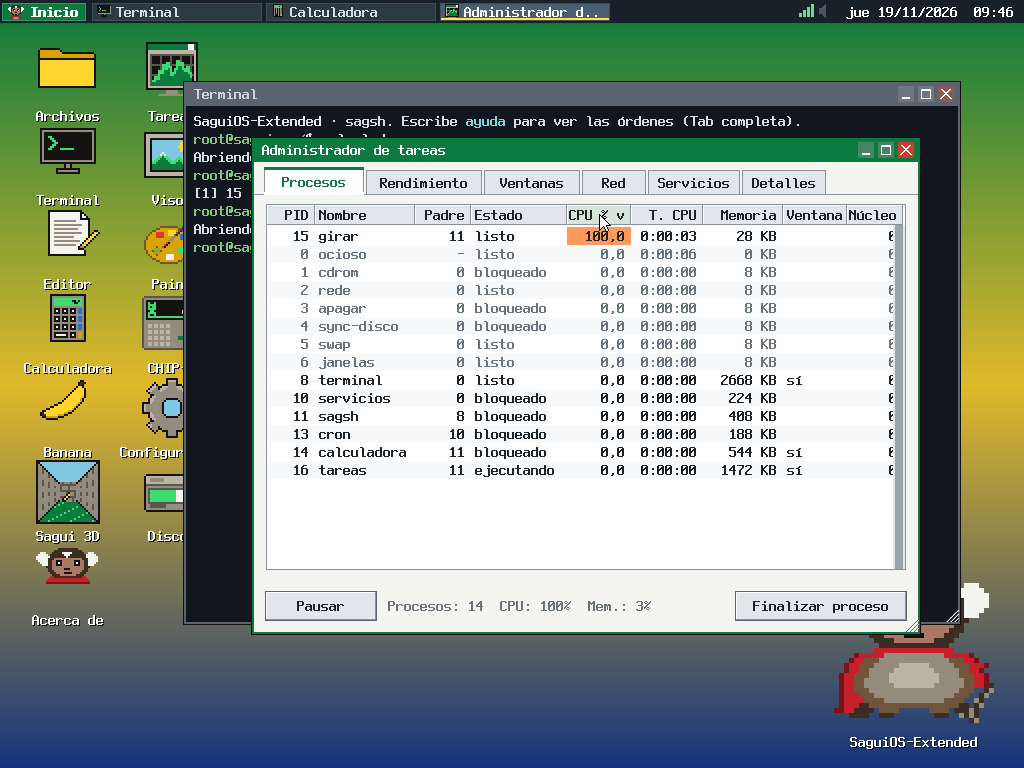 Inicio
Terminal
Calculadora
Administrador d..
jue 19/11/2026 09:46
Archivos
Terminal
Editor
Calculadora
CHIP-
Banana
Sagui 3D
Acerca de
Terminal
SaguiOS-Extended · sagsh. Escribe ayuda para ver las órdenes (Tab completa).
[1] 15
Administrador de tareas
Procesos
Rendimiento
Ventanas
Red
Servicios
Detalles
PID Nombre Padre Estado CPU % v T. CPU Memoria Ventana Núcleo
15 girar 11 listo 100,0 0:00:03 28 KB
0 ocioso - listo 0,0 0:00:06 0 KB
1 cdrom 0 bloqueado 0,0 0:00:00 8 KB
2 rede 0 listo 0,0 0:00:00 8 KB
3 apagar 0 bloqueado 0,0 0:00:00 8 KB
4 sync-disco 0 bloqueado 0,0 0:00:00 8 KB
5 swap 0 listo 0,0 0:00:00 8 KB
6 janelas 0 listo 0,0 0:00:00 8 KB
8 terminal 0 listo 0,0 0:00:00 2668 KB sí
10 servicios 0 bloqueado 0,0 0:00:00 224 KB
11 sagsh 8 bloqueado 0,0 0:00:00 408 KB
13 cron 10 bloqueado 0,0 0:00:00 188 KB
14 calculadora 11 bloqueado 0,0 0:00:00 544 KB sí
16 tareas 11 ejecutando 0,0 0:00:00 1472 KB sí
Pausar
Procesos: 14 CPU: 100% Mem.: 3%
Finalizar proceso
SaguiOS-Extended